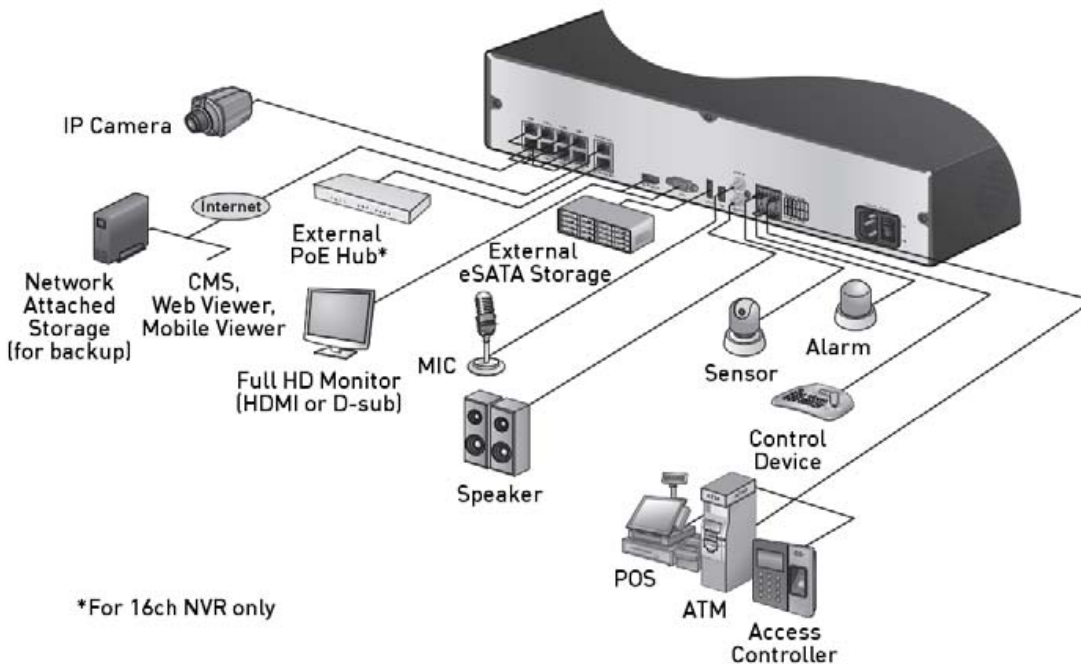 IP Camera
Internet
Network
Attached
Storage
(for backup)
CMS,
Web Viewer,
Mobile Viewer
External
PoE Hub*
Full HD Monitor
(HDMI or D-sub)
External
eSATA Storage
MIC
Speaker
Sensor
Alarm
Control
Device
POS
ATM
ATM
Access
Controller
*For 16ch NVR only